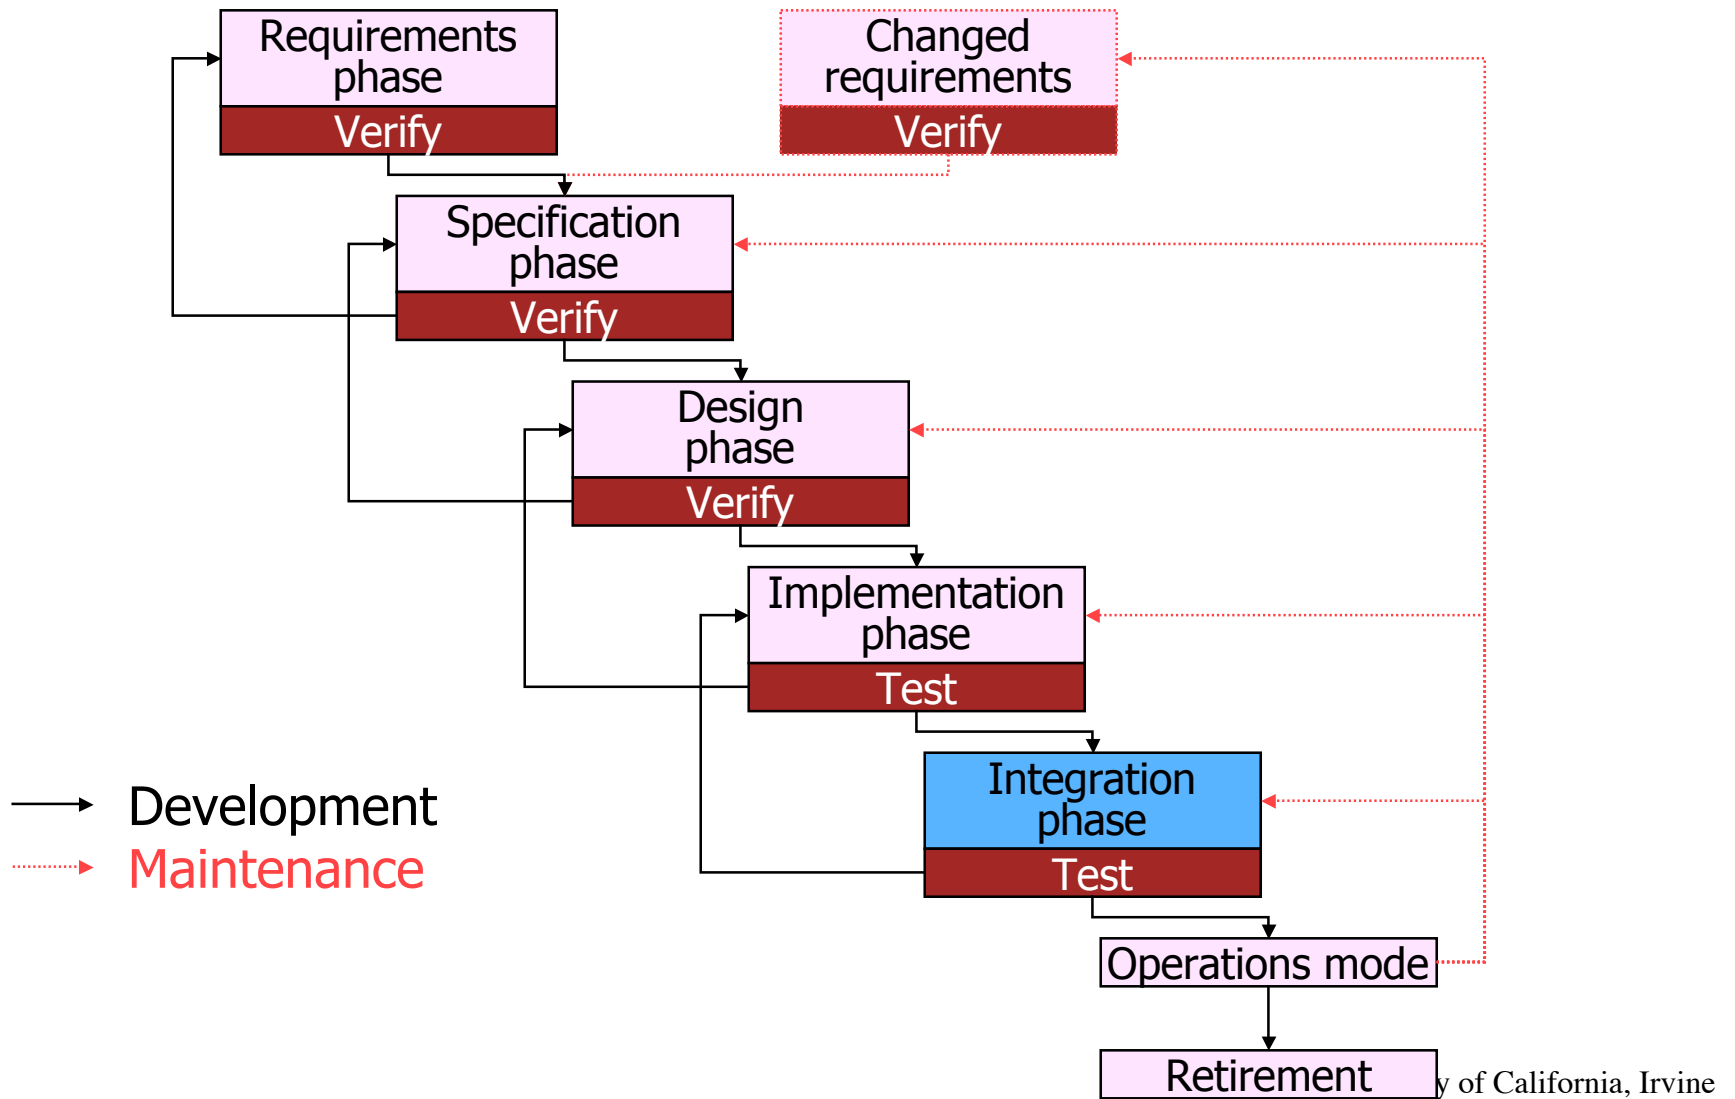 Requirements
phase
Verify
Changed
requirements
Verify
Specification
phase
Verify
Design
phase
Verify
Implementation
phase
Test
Integration
phase
Test
Development
Maintenance
Operations mode
Retirement
of California, Irvine